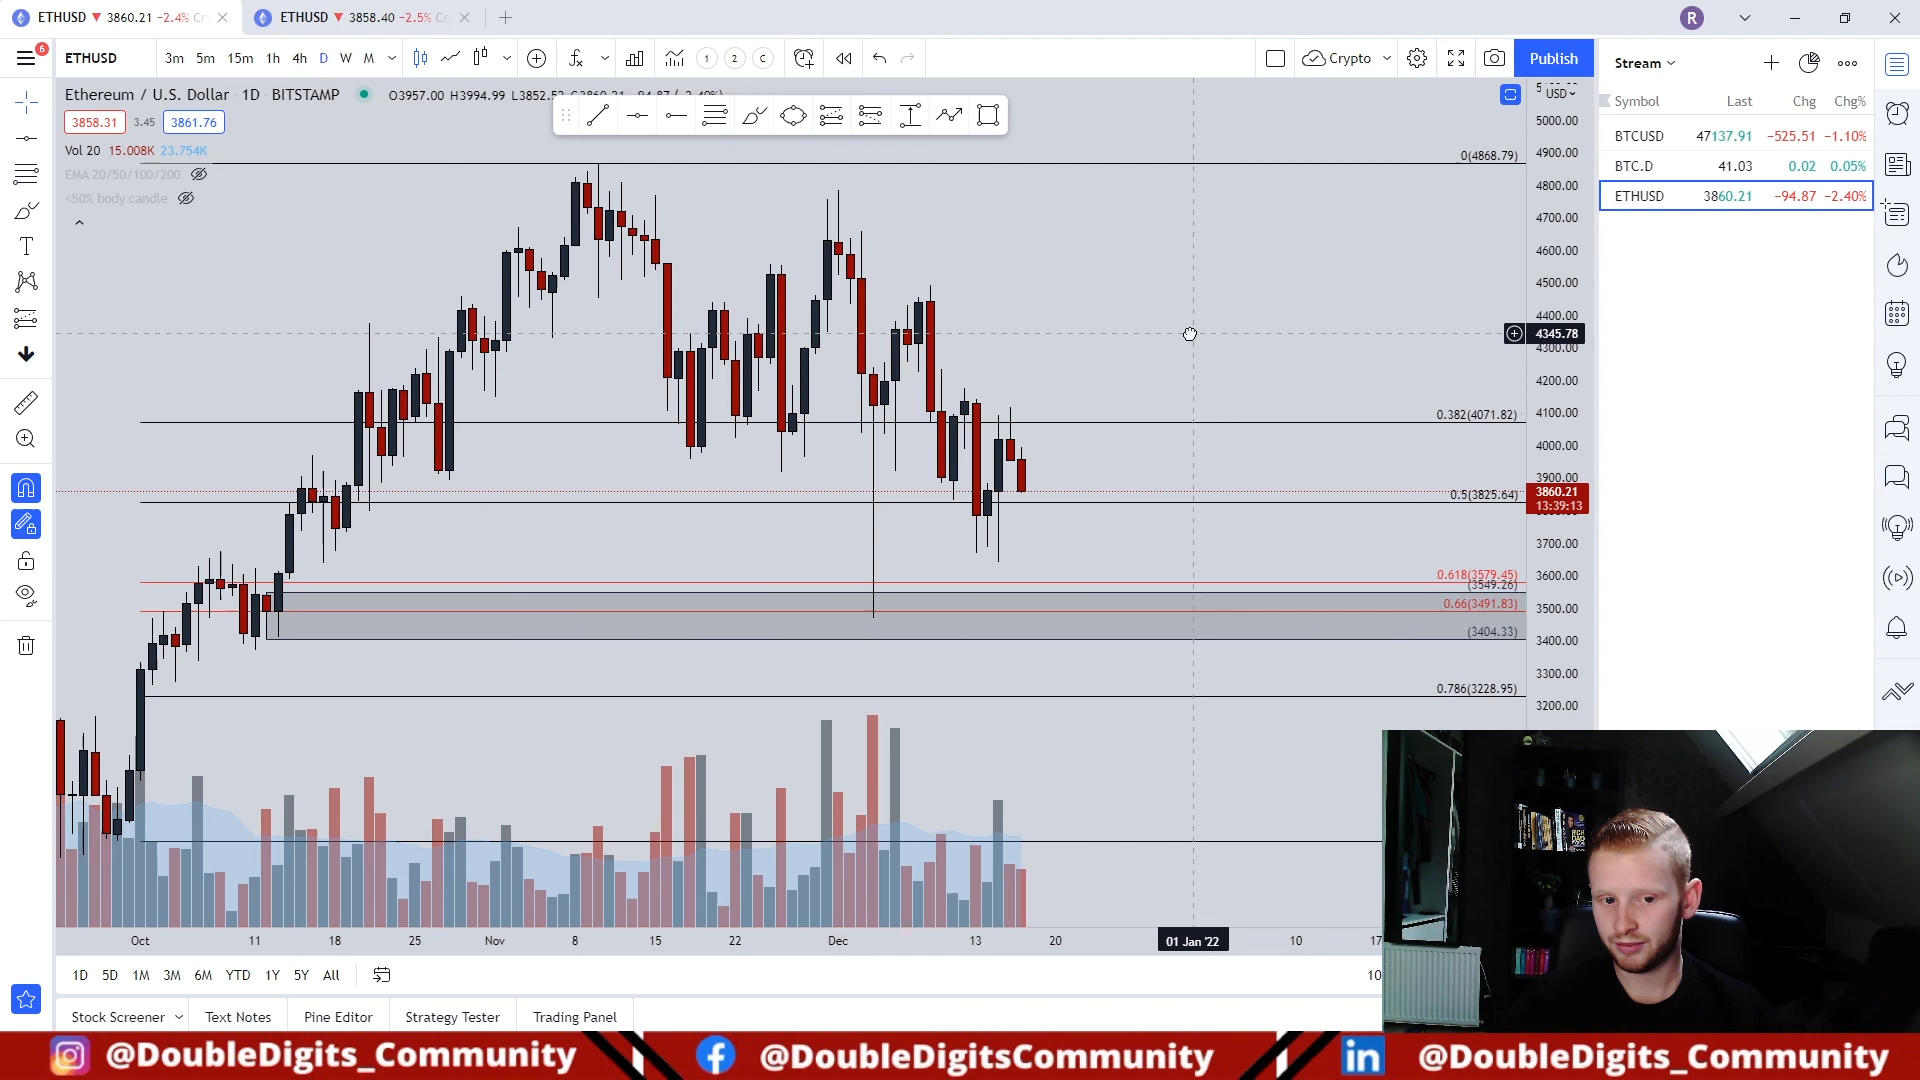 ETHUSD ▼ 3860.21 −2.4% Cr
ETHUSD ▼ 3858.40 −2.5% Cr
R
6
ETHUSD
3m 5m 15m 1h 4h D W M
1 2 C
Crypto
Publish
Ethereum / U.S. Dollar 1D BITSTAMP
O3957.00 H3994.99 L3852.53 C3860.21 −94.87 (−2.40%)
3858.31 3.45 3861.76
Vol 20 15.008K 23.754K
EMA 20/50/100/200
<50% body candle
USD
5000.00
4900.00
4800.00
4700.00
4600.00
4500.00
4400.00
4345.78
4300.00
4200.00
4100.00
4000.00
3900.00
3860.21
13:39:13
3700.00
3600.00
3500.00
3400.00
3300.00
3200.00
0(4868.79)
0.382(4071.82)
0.5(3825.64)
0.618(3579.45)
(3549.26)
0.66(3491.83)
(3404.33)
0.786(3228.95)
Oct 11 18 25 Nov 8 15 22 Dec 13 20 01 Jan '22 10 17
1D 5D 1M 3M 6M YTD 1Y 5Y All
10
Stock Screener Text Notes Pine Editor Strategy Tester Trading Panel
Stream
Symbol Last Chg Chg%
BTCUSD 47137.91 −525.51 −1.10%
BTC.D 41.03 0.02 0.05%
ETHUSD 3860.21 −94.87 −2.40%
RICH DAD
@DoubleDigits_Community
@DoubleDigitsCommunity
in @DoubleDigits_Community